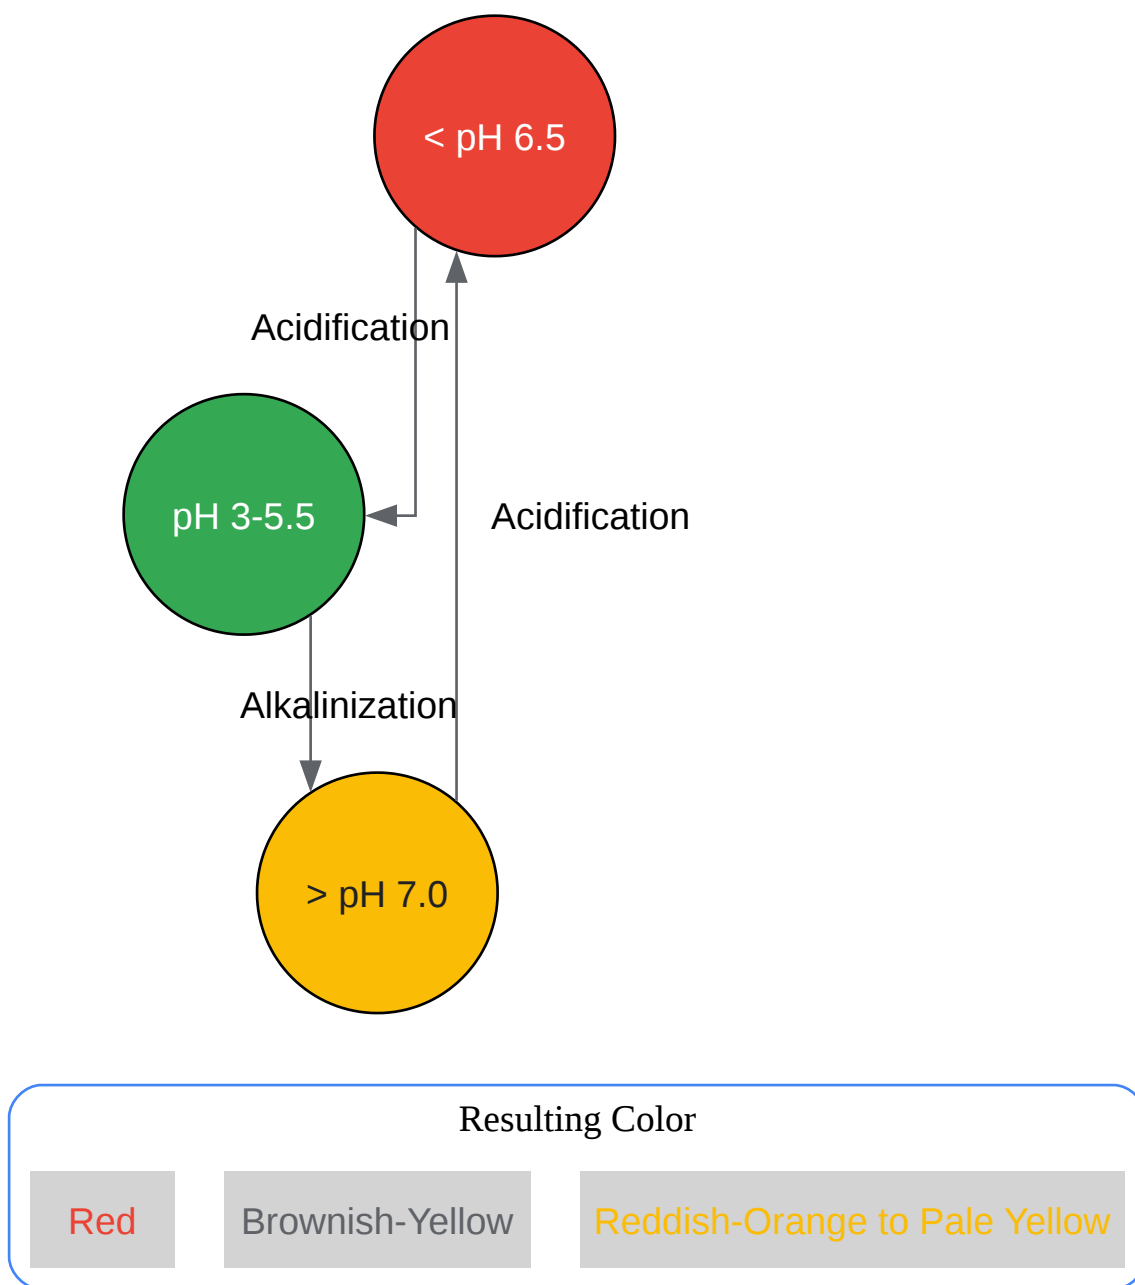 < pH 6.5
Acidification
pH 3-5.5
Acidification
Alkalinization
> pH 7.0
Resulting Color
Red
Brownish-Yellow
Reddish-Orange to Pale Yellow